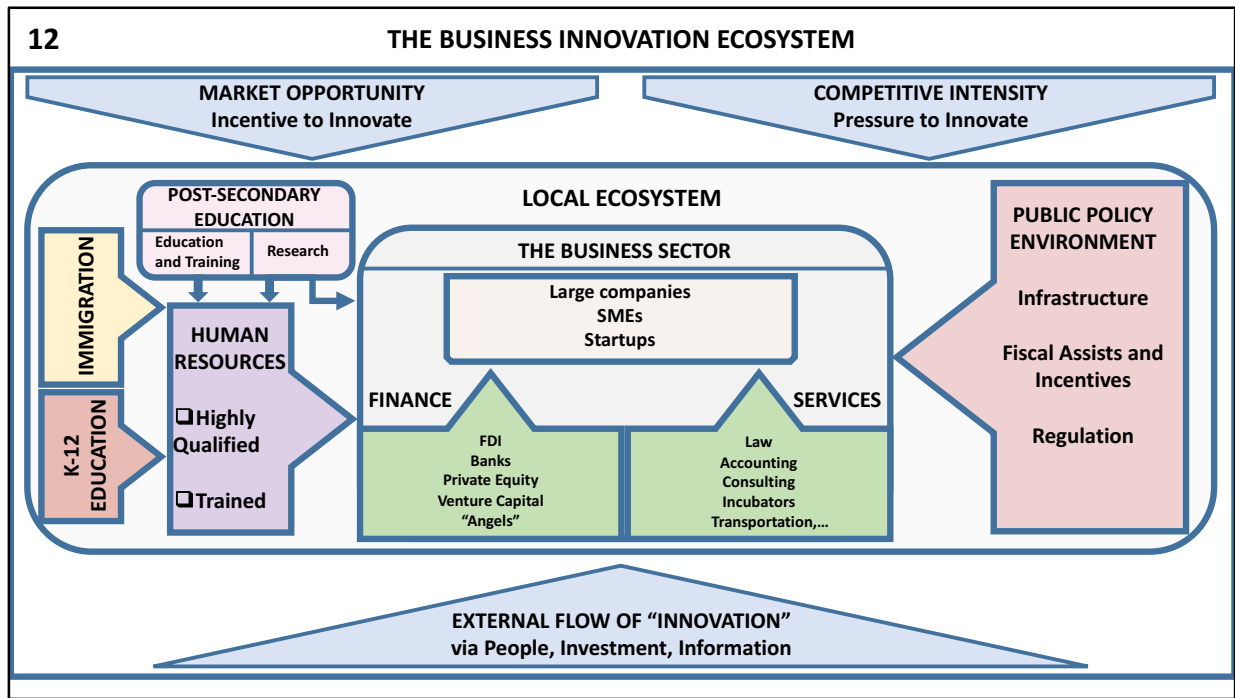 12
THE BUSINESS INNOVATION ECOSYSTEM
MARKET OPPORTUNITY
Incentive to Innovate
COMPETITIVE INTENSITY
Pressure to Innovate
LOCAL ECOSYSTEM
POST-SECONDARY
EDUCATION
Education
and Training
Research
IMMIGRATION
K-12
EDUCATION
HUMAN
RESOURCES
❑Highly
Qualified
❑Trained
THE BUSINESS SECTOR
Large companies
SMEs
Startups
FINANCE
FDI
Banks
Private Equity
Venture Capital
“Angels”
SERVICES
Law
Accounting
Consulting
Incubators
Transportation,…
PUBLIC POLICY
ENVIRONMENT
Infrastructure
Fiscal Assists and
Incentives
Regulation
EXTERNAL FLOW OF “INNOVATION”
via People, Investment, Information